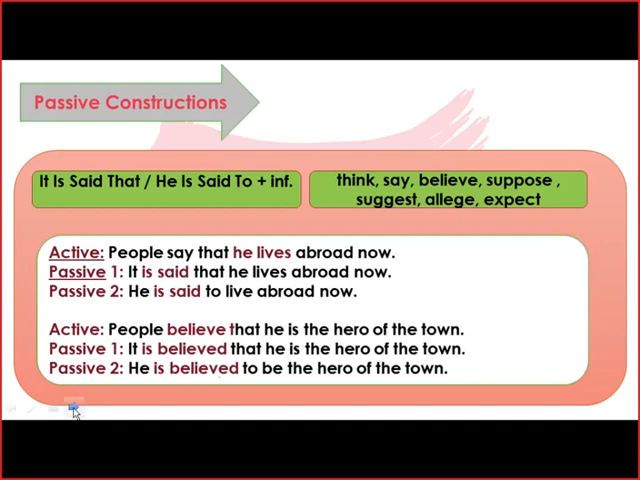 Passive Constructions
It Is Said That / He Is Said To + inf.
think, say, believe, suppose ,
suggest, allege, expect
Active: People say that he lives abroad now.
Passive 1: It is said that he lives abroad now.
Passive 2: He is said to live abroad now.
Active: People believe that he is the hero of the town.
Passive 1: It is believed that he is the hero of the town.
Passive 2: He is believed to be the hero of the town.